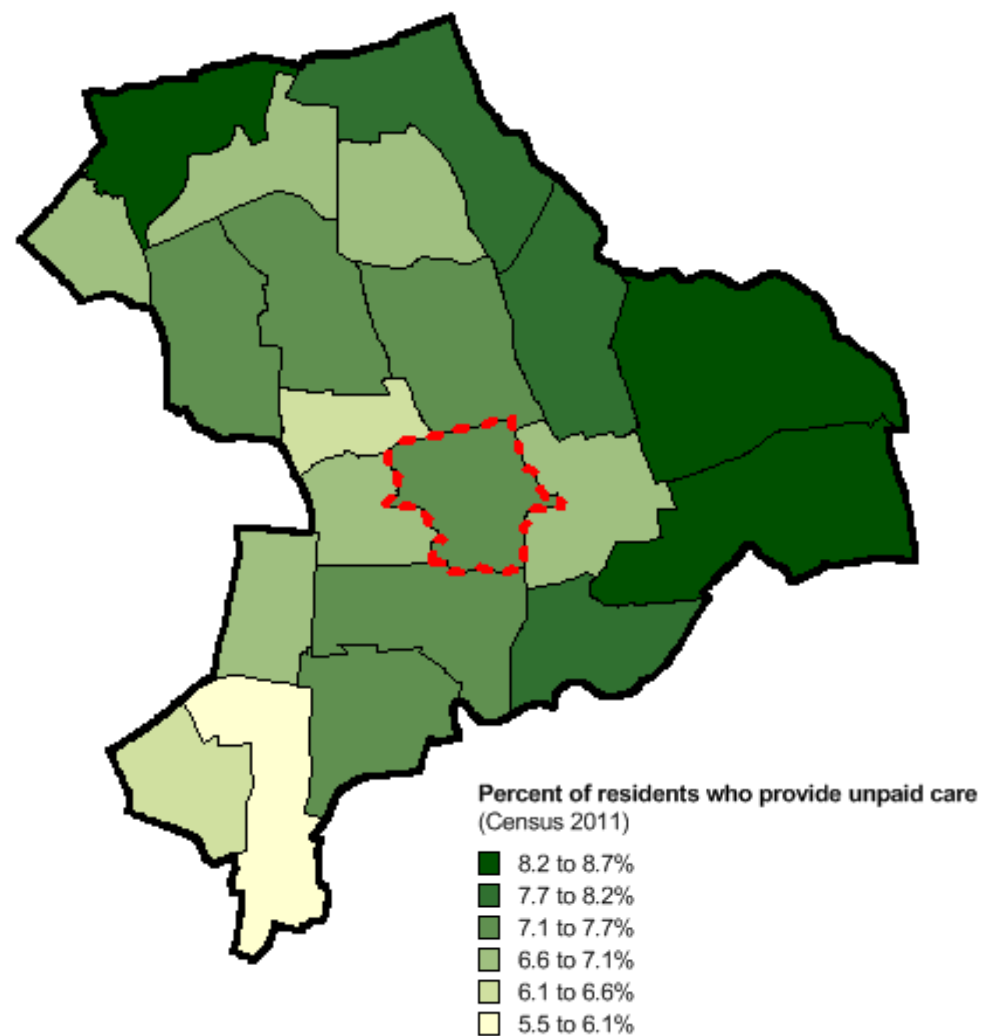 Percent of residents who provide unpaid care
(Census 2011)
8.2 to 8.7%
7.7 to 8.2%
7.1 to 7.7%
6.6 to 7.1%
6.1 to 6.6%
5.5 to 6.1%